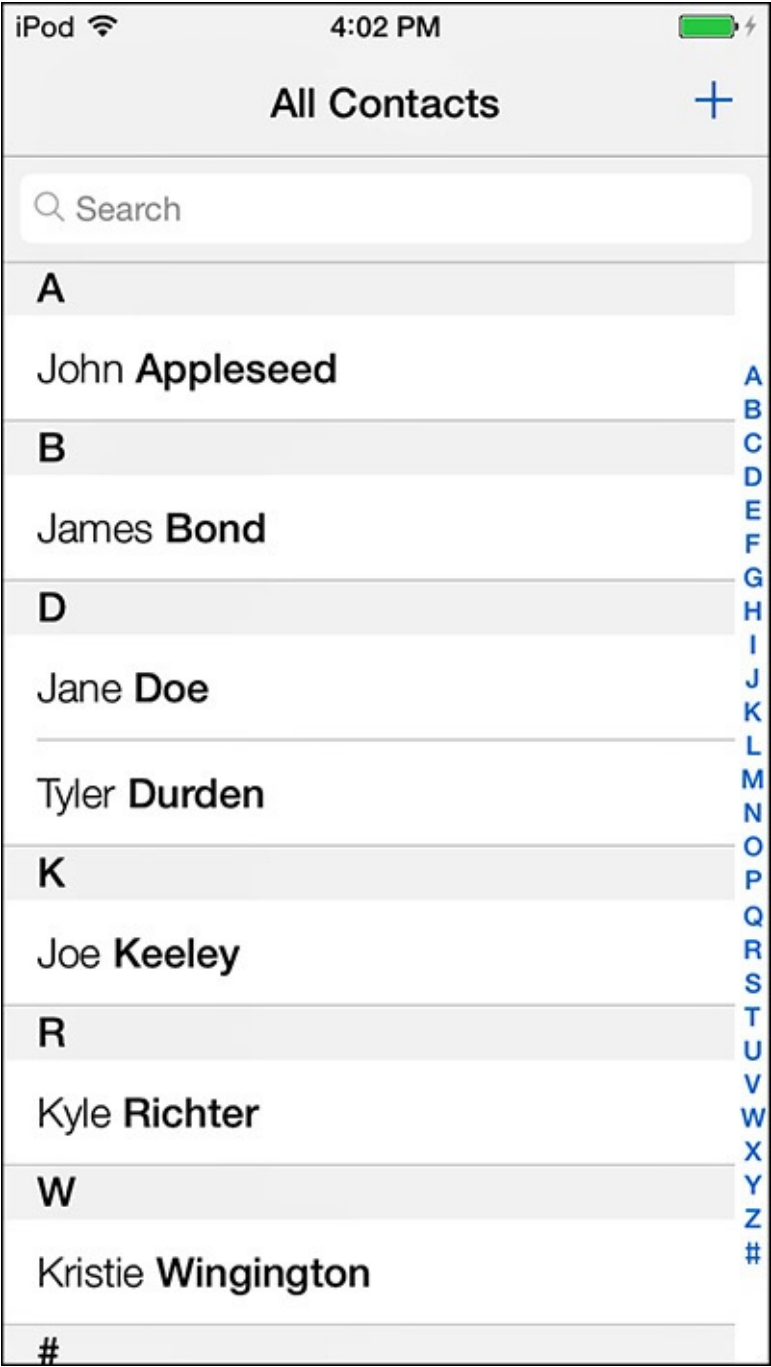 iPod 4:02 PM
All Contacts +
Search
A
John Appleseed
B
James Bond
D
Jane Doe
Tyler Durden
K
Joe Keeley
R
Kyle Richter
W
Kristie Wingington
#
A
B
C
D
E
F
G
H
I
J
K
L
M
N
O
P
Q
R
S
T
U
V
W
X
Y
Z
#